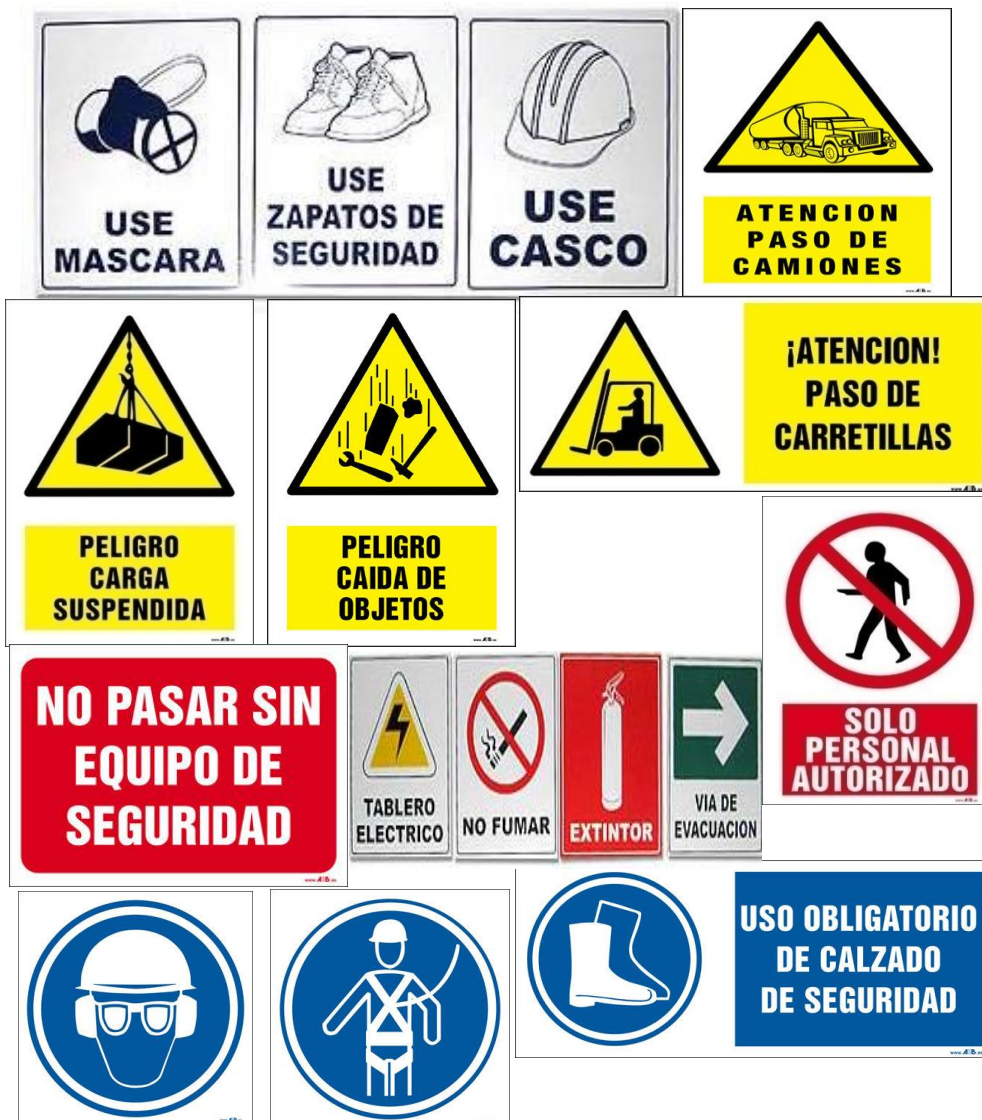 USE
MASCARA
USE
ZAPATOS DE
SEGURIDAD
USE
CASCO
ATENCION
PASO DE
CAMIONES
PELIGRO
CARGA
SUSPENDIDA
PELIGRO
CAIDA DE
OBJETOS
¡ATENCION!
PASO DE
CARRETILLAS
SOLO
PERSONAL
AUTORIZADO
NO PASAR SIN
EQUIPO DE
SEGURIDAD
TABLERO
ELECTRICO
NO FUMAR
EXTINTOR
VIA DE
EVACUACION
USO OBLIGATORIO
DE CALZADO
DE SEGURIDAD